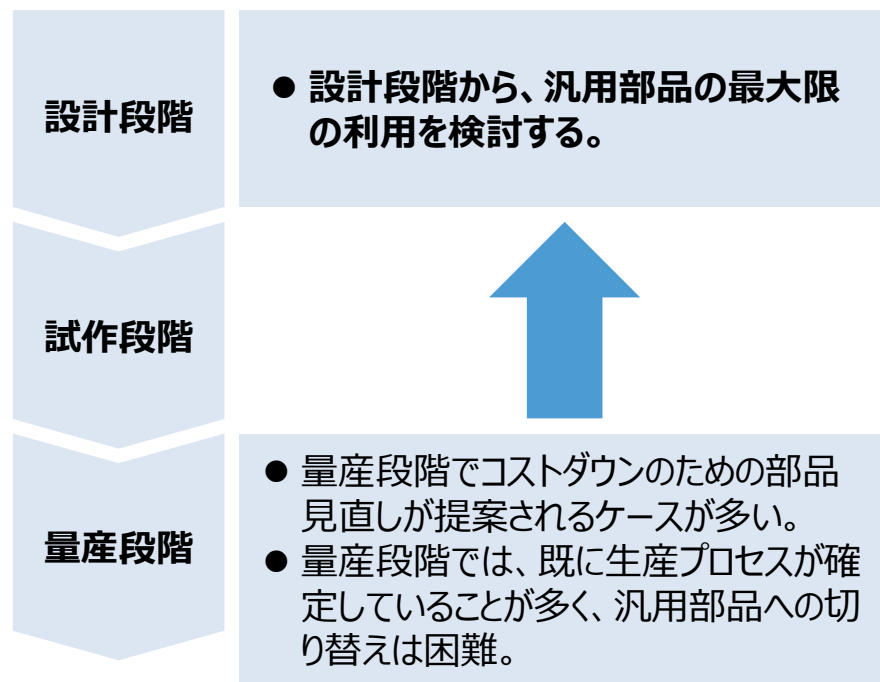 設計段階
● 設計段階から、汎用部品の最大限
の利用を検討する。
試作段階
量産段階
● 量産段階でコストダウンのための部品
見直しが提案されるケースが多い。
● 量産段階では、既に生産プロセスが確
定していることが多く、汎用部品への切
り替えは困難。